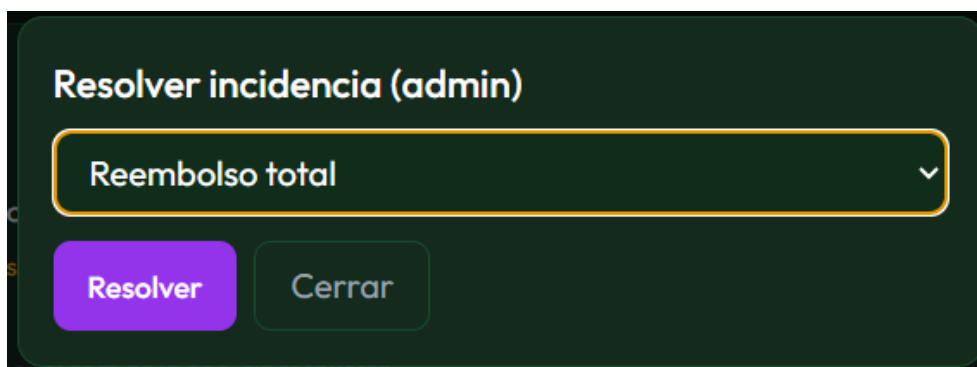 Resolver incidencia (admin)
Reembolso total
Resolver Cerrar